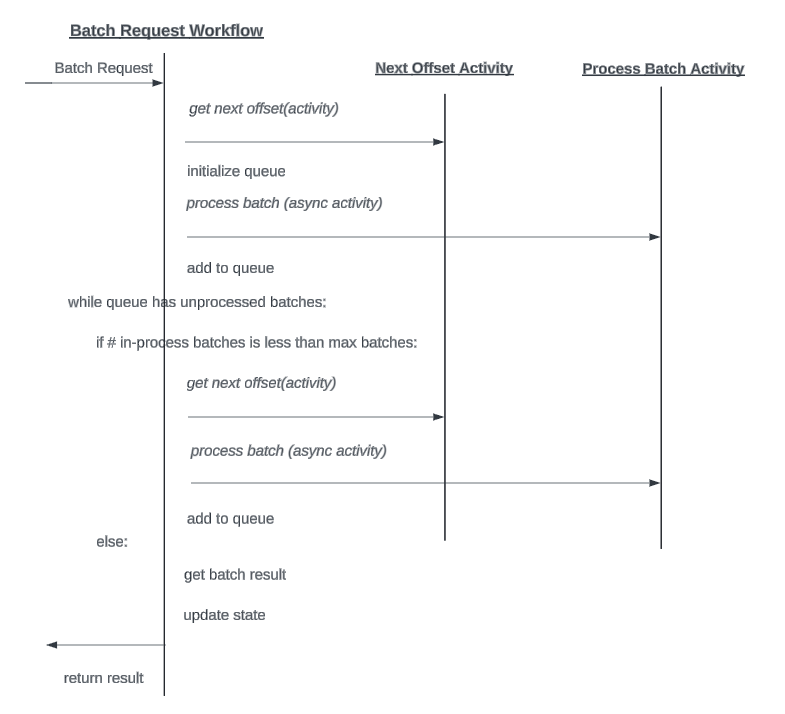 Batch Request Workflow
Batch Request
Next Offset Activity
Process Batch Activity
get next offset(activity)
initialize queue
process batch (async activity)
add to queue
while queue has unprocessed batches:
if # in-process batches is less than max batches:
get next offset(activity)
process batch (async activity)
add to queue
else:
get batch result
update state
return result